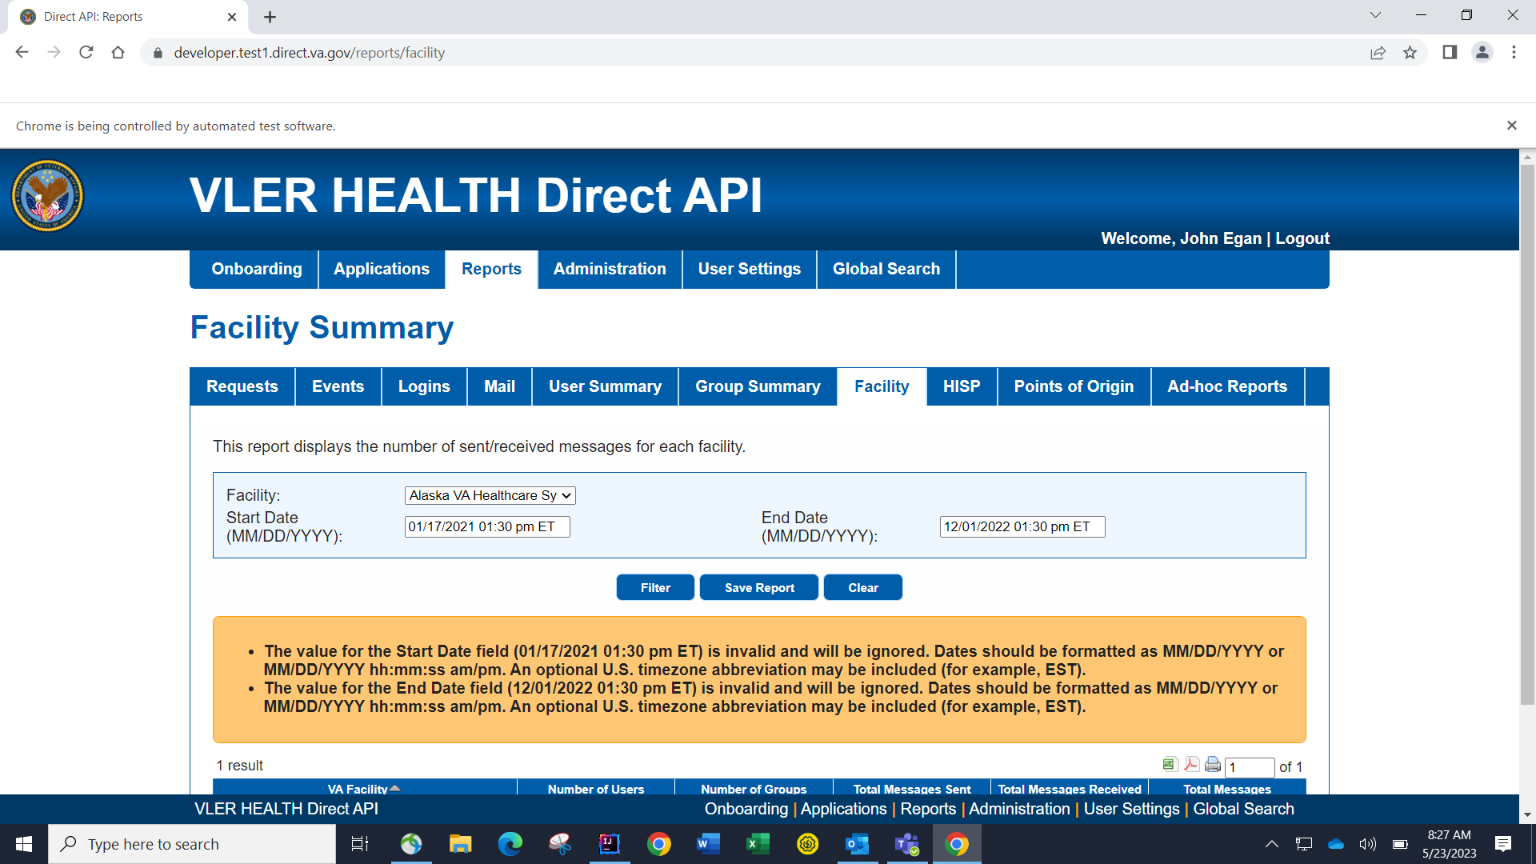 Direct API: Reports
developer.test1.direct.va.gov/reports/facility
Chrome is being controlled by automated test software.
VLER HEALTH Direct API
Welcome, John Egan | Logout
Onboarding Applications Reports Administration User Settings Global Search
Facility Summary
Requests Events Logins Mail User Summary Group Summary Facility HISP Points of Origin Ad-hoc Reports
This report displays the number of sent/received messages for each facility.
Facility: Alaska VA Healthcare Sy
Start Date (MM/DD/YYYY): 01/17/2021 01:30 pm ET End Date (MM/DD/YYYY): 12/01/2022 01:30 pm ET
Filter Save Report Clear
• The value for the Start Date field (01/17/2021 01:30 pm ET) is invalid and will be ignored. Dates should be formatted as MM/DD/YYYY or
MM/DD/YYYY hh:mm:ss am/pm. An optional U.S. timezone abbreviation may be included (for example, EST).
• The value for the End Date field (12/01/2022 01:30 pm ET) is invalid and will be ignored. Dates should be formatted as MM/DD/YYYY or
MM/DD/YYYY hh:mm:ss am/pm. An optional U.S. timezone abbreviation may be included (for example, EST).
1 result 1 of 1
VA Facility Number of Users Number of Groups Total Messages Sent Total Messages Received Total Messages
VLER HEALTH Direct API Onboarding | Applications | Reports | Administration | User Settings | Global Search
Type here to search
8:27 AM
5/23/2023